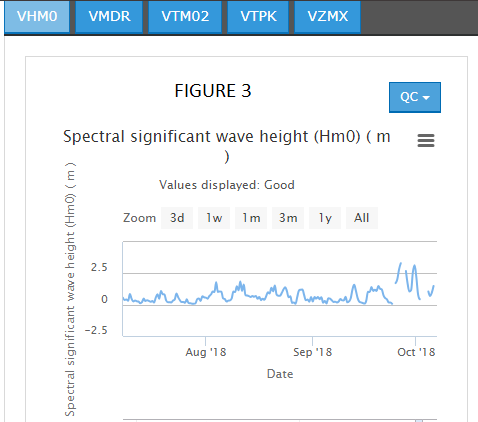 VHM0 VMDR VTM02 VTPK VZMX
FIGURE 3
QC
Spectral significant wave height (Hm0) ( m
)
Values displayed: Good
Zoom 3d 1w 1m 3m 1y All
Spectral significant wave height (Hm0) ( m )
2.5
0
−2.5
Aug '18 Sep '18 Oct '18
Date